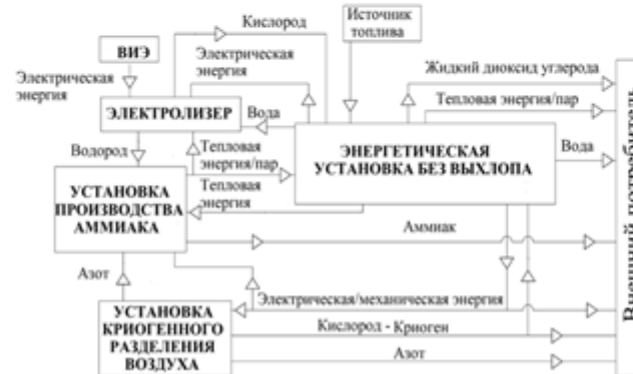 Кислород
Источник
топлива
ВИЭ
Электрическая
энергия
Электрическая
энергия
Жидкий диоксид углерода
Тепловая энергия/пар
ЭЛЕКТРОЛИЗЕР
Вода
Водород
Тепловая
энергия/пар
ЭНЕРГЕТИЧЕСКАЯ
УСТАНОВКА БЕЗ ВЫХЛОПА
Вода
УСТАНОВКА
ПРОИЗВОДСТВА
АММИАКА
Тепловая
энергия
Аммиак
Азот
Электрическая/механическая энергия
УСТАНОВКА
КРИОГЕННОГО
РАЗДЕЛЕНИЯ
ВОЗДУХА
Кислород - Криоген
Азот
Внешний потребитель